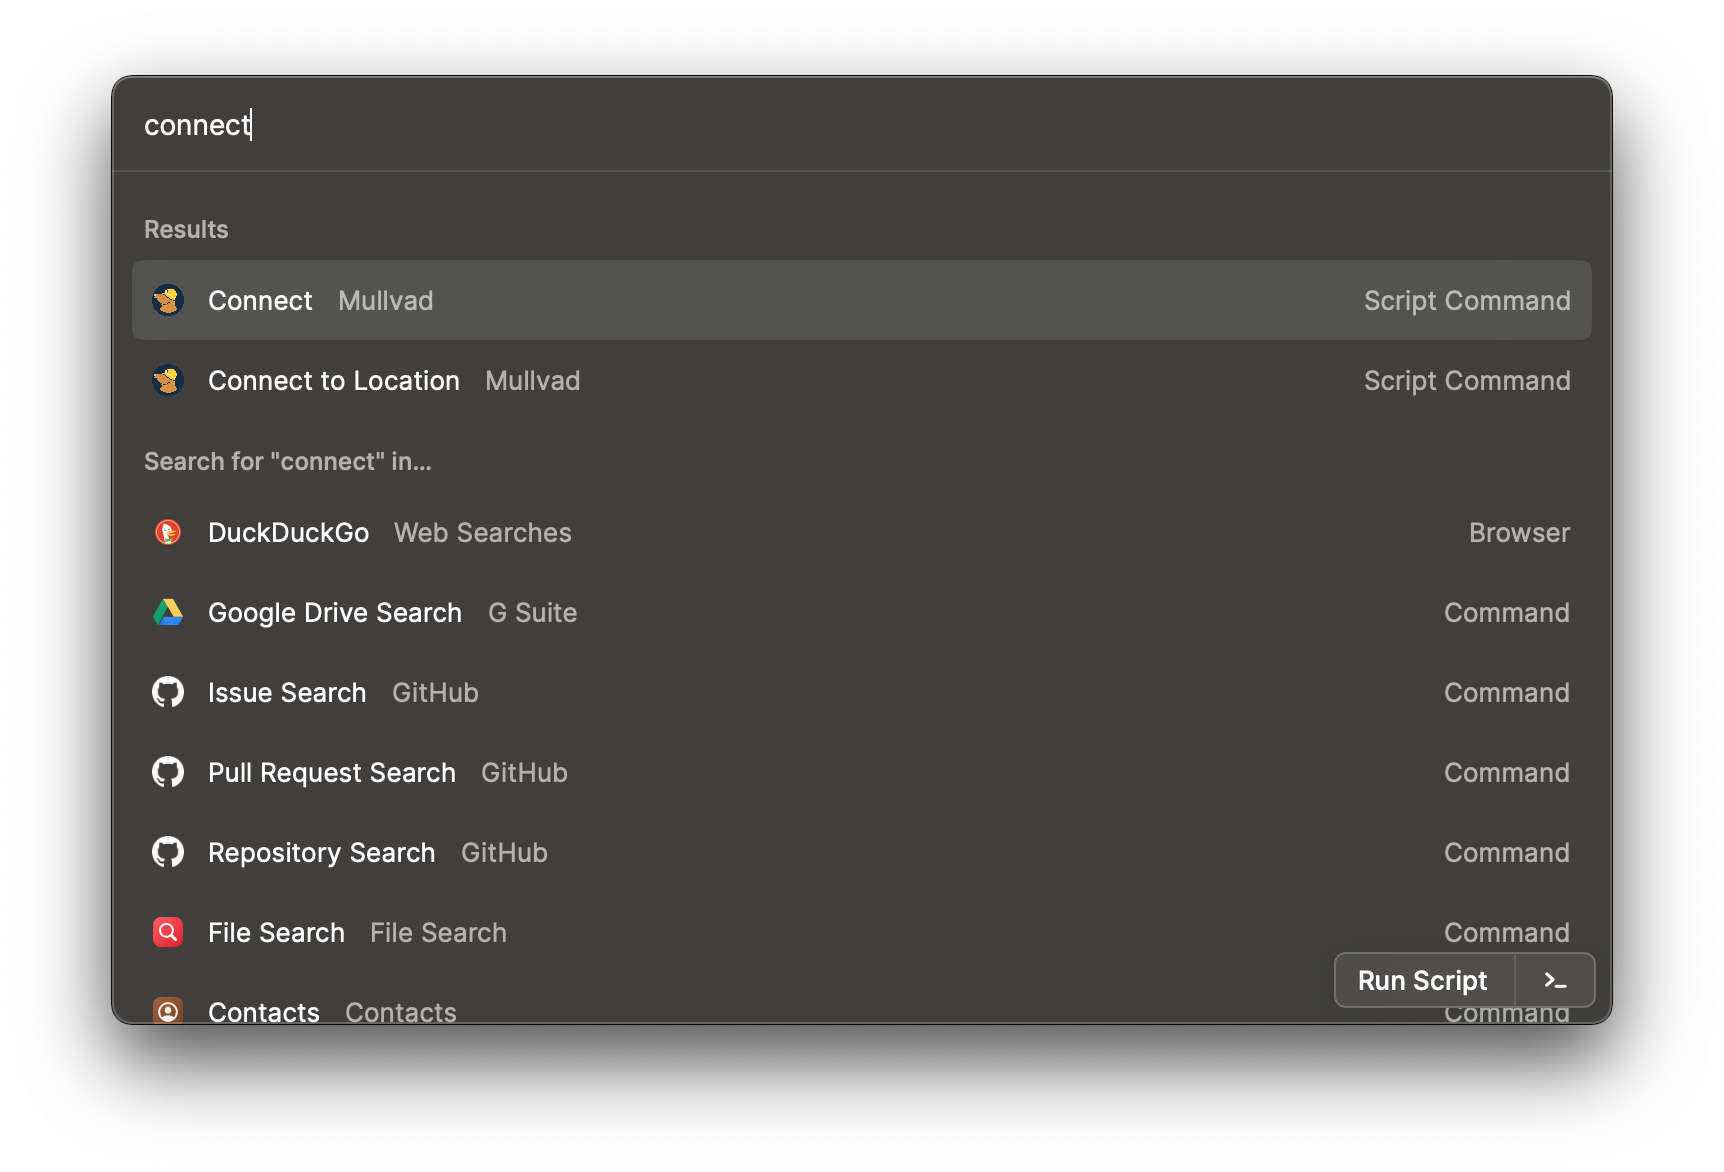 connect
Results
Connect Mullvad Script Command
Connect to Location Mullvad Script Command
Search for "connect" in...
DuckDuckGo Web Searches Browser
Google Drive Search G Suite Command
Issue Search GitHub Command
Pull Request Search GitHub Command
Repository Search GitHub Command
File Search File Search Command
Run Script >_
Contacts Contacts Command